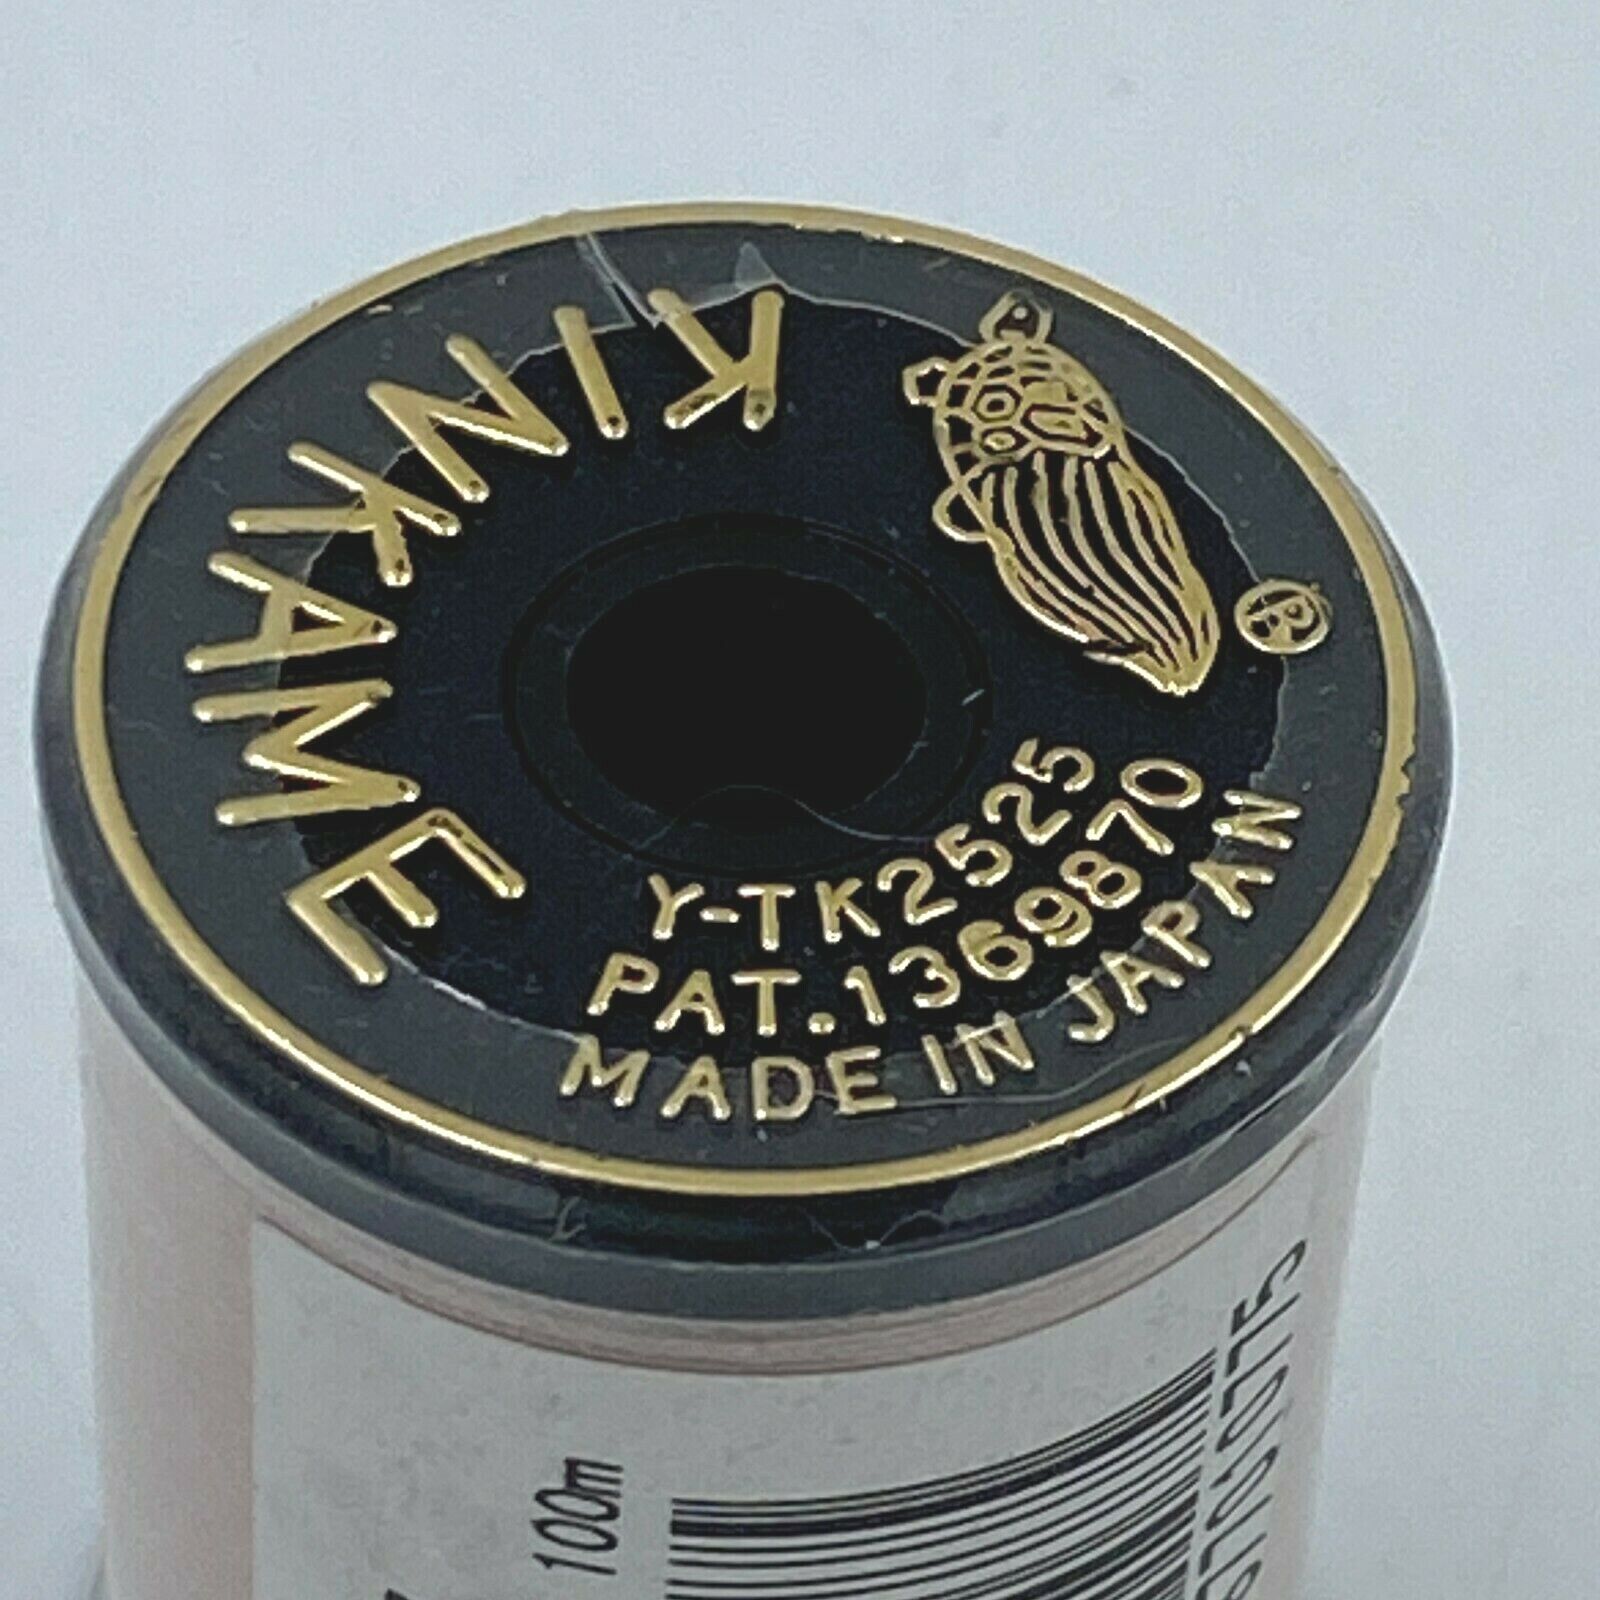 KINKAME
®
Y-TK2525
PAT.1369870
MADE IN JAPAN
100m